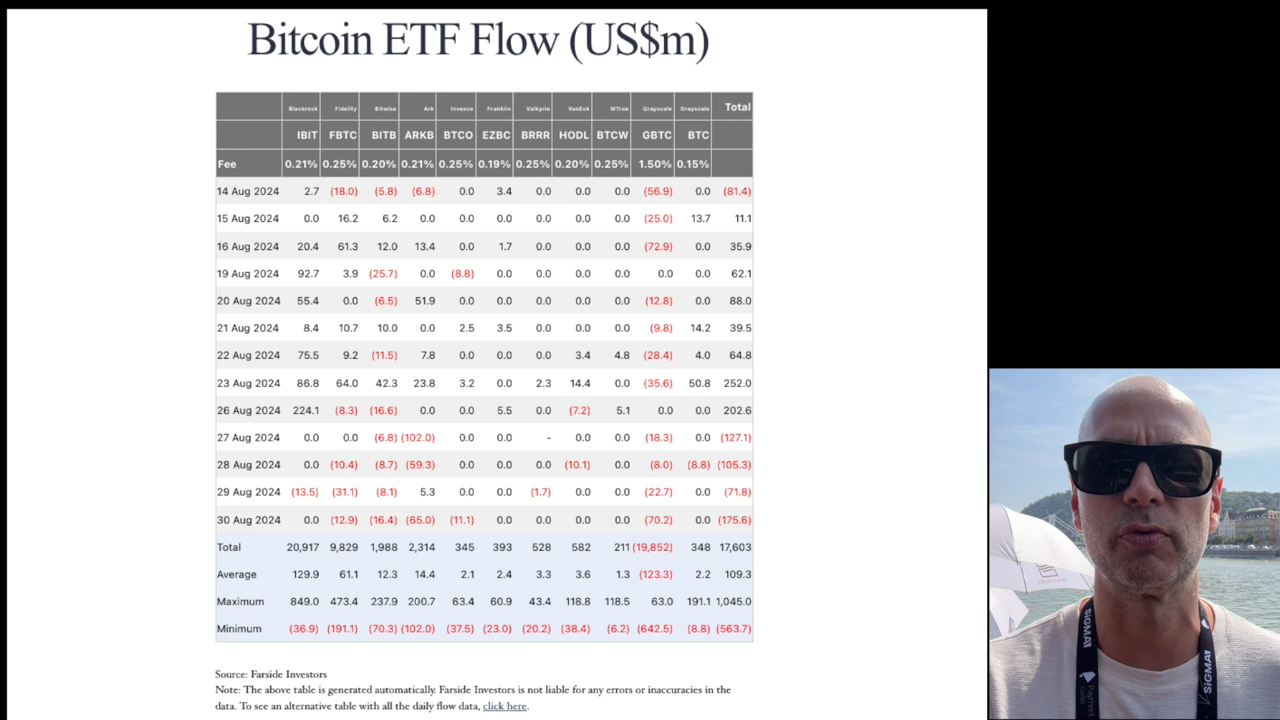 Bitcoin ETF Flow (US$m)
Blackrock Fidelity Bitwise Ark Invesco Franklin Valkyrie VanEck WTree Grayscale Grayscale Total
IBIT FBTC BITB ARKB BTCO EZBC BRRR HODL BTCW GBTC BTC
Fee 0.21% 0.25% 0.20% 0.21% 0.25% 0.19% 0.25% 0.20% 0.25% 1.50% 0.15%
14 Aug 2024 2.7 (18.0) (5.8) (6.8) 0.0 3.4 0.0 0.0 0.0 (56.9) 0.0 (81.4)
15 Aug 2024 0.0 16.2 6.2 0.0 0.0 0.0 0.0 0.0 0.0 (25.0) 13.7 11.1
16 Aug 2024 20.4 61.3 12.0 13.4 0.0 1.7 0.0 0.0 0.0 (72.9) 0.0 35.9
19 Aug 2024 92.7 3.9 (25.7) 0.0 (8.8) 0.0 0.0 0.0 0.0 0.0 0.0 62.1
20 Aug 2024 55.4 0.0 (6.5) 51.9 0.0 0.0 0.0 0.0 0.0 (12.8) 0.0 88.0
21 Aug 2024 8.4 10.7 10.0 0.0 2.5 3.5 0.0 0.0 0.0 (9.8) 14.2 39.5
22 Aug 2024 75.5 9.2 (11.5) 7.8 0.0 0.0 0.0 3.4 4.8 (28.4) 4.0 64.8
23 Aug 2024 86.8 64.0 42.3 23.8 3.2 0.0 2.3 14.4 0.0 (35.6) 50.8 252.0
26 Aug 2024 224.1 (8.3) (16.6) 0.0 0.0 5.5 0.0 (7.2) 5.1 0.0 0.0 202.6
27 Aug 2024 0.0 0.0 (6.8) (102.0) 0.0 0.0 - 0.0 0.0 (18.3) 0.0 (127.1)
28 Aug 2024 0.0 (10.4) (8.7) (59.3) 0.0 0.0 0.0 (10.1) 0.0 (8.0) (8.8) (105.3)
29 Aug 2024 (13.5) (31.1) (8.1) 5.3 0.0 0.0 (1.7) 0.0 0.0 (22.7) 0.0 (71.8)
30 Aug 2024 0.0 (12.9) (16.4) (65.0) (11.1) 0.0 0.0 0.0 0.0 (70.2) 0.0 (175.6)
Total 20,917 9,829 1,988 2,314 345 393 528 582 211 (19,852) 348 17,603
Average 129.9 61.1 12.3 14.4 2.1 2.4 3.3 3.6 1.3 (123.3) 2.2 109.3
Maximum 849.0 473.4 237.9 200.7 63.4 60.9 43.4 118.8 118.5 63.0 191.1 1,045.0
Minimum (36.9) (191.1) (70.3) (102.0) (37.5) (23.0) (20.2) (38.4) (6.2) (642.5) (8.8) (563.7)
Source: Farside Investors
Note: The above table is generated automatically. Farside Investors is not liable for any errors or inaccuracies in the
data. To see an alternative table with all the daily flow data, click here.
SiGMA
SiGMA